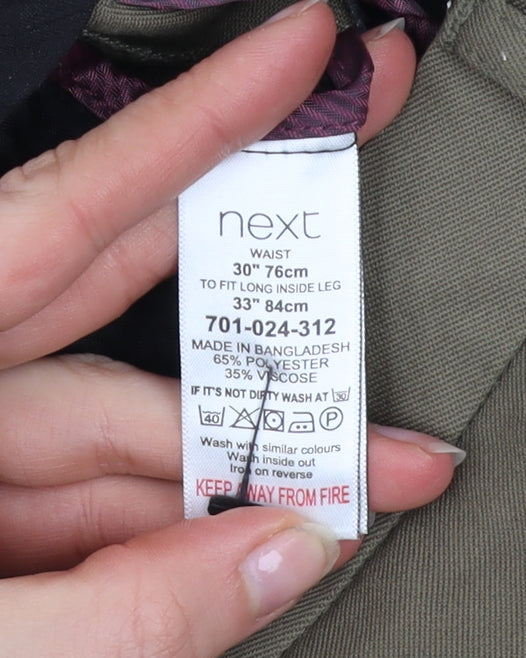 next
WAIST
30" 76cm
TO FIT LONG INSIDE LEG
33" 84cm
701-024-312
MADE IN BANGLADESH
65% POLYESTER
35% VISCOSE
IF IT'S NOT DIRTY WASH AT 30
40 P
Wash with similar colours
Wash inside out
Iron on reverse
KEEP AWAY FROM FIRE